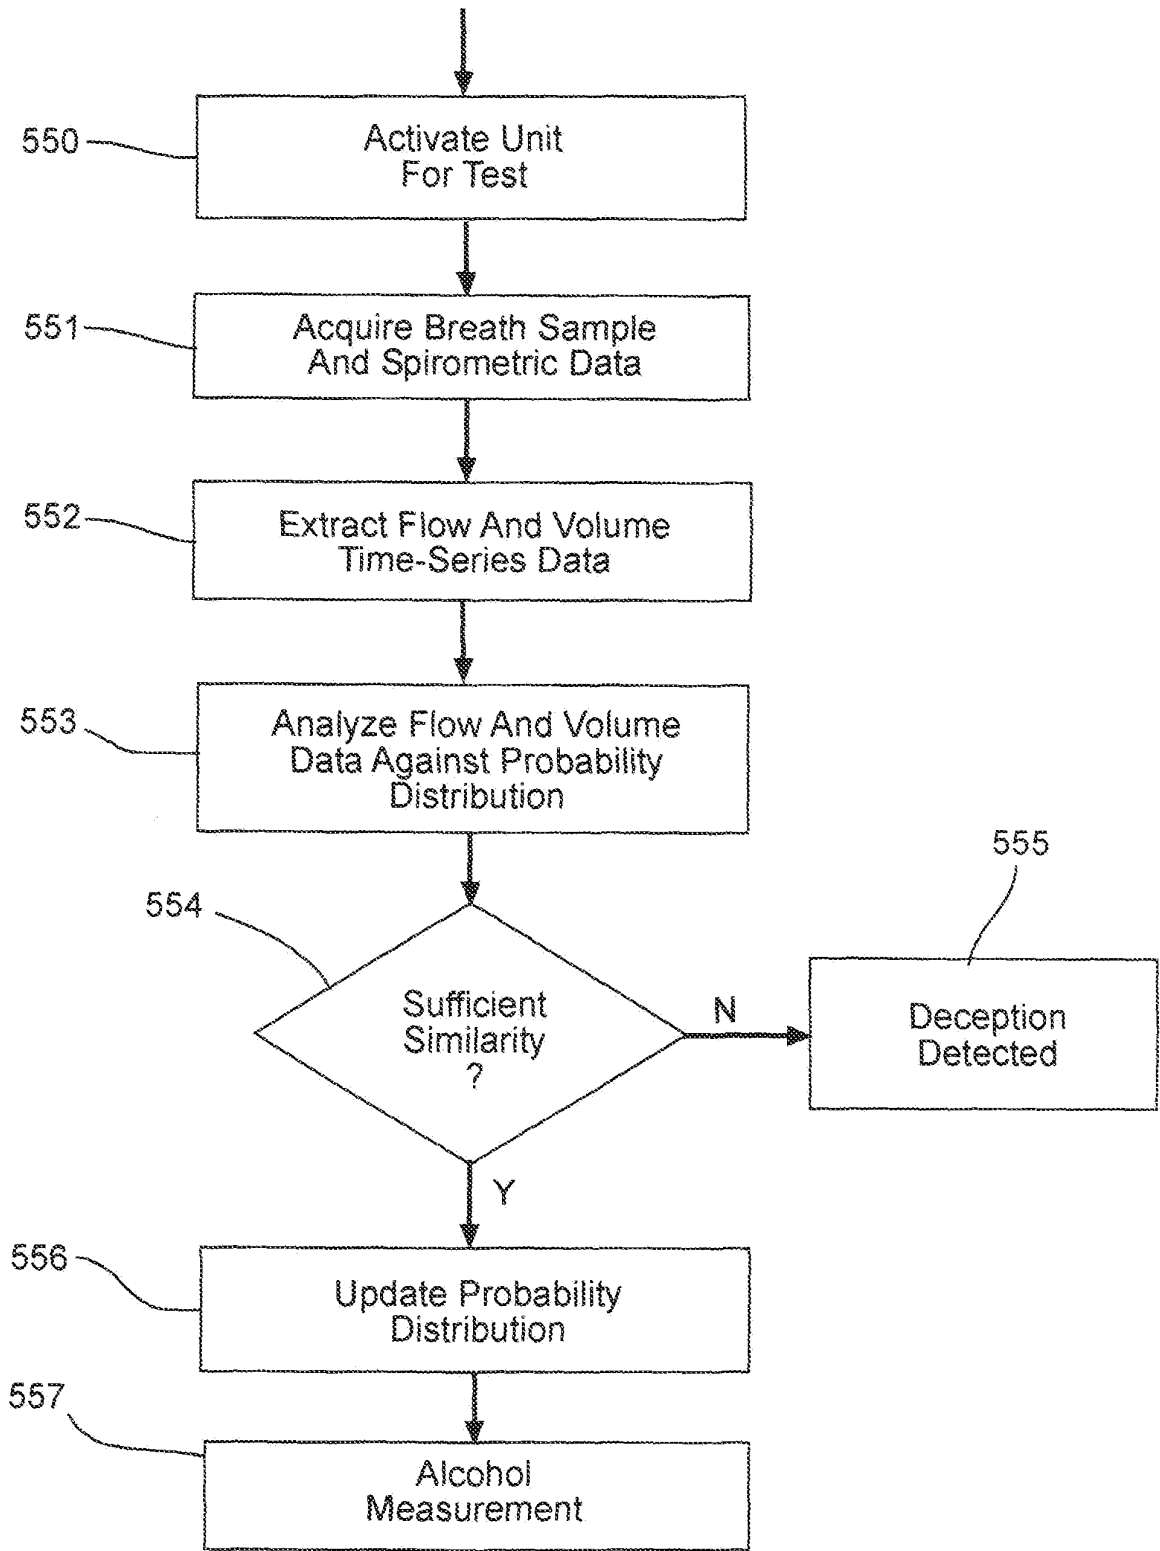 550
Activate Unit
For Test
551
Acquire Breath Sample
And Spirometric Data
552
Extract Flow And Volume
Time-Series Data
553
Analyze Flow And Volume
Data Against Probability
Distribution
554
Sufficient
Similarity
?
N
555
Deception
Detected
Y
556
Update Probability
Distribution
557
Alcohol
Measurement